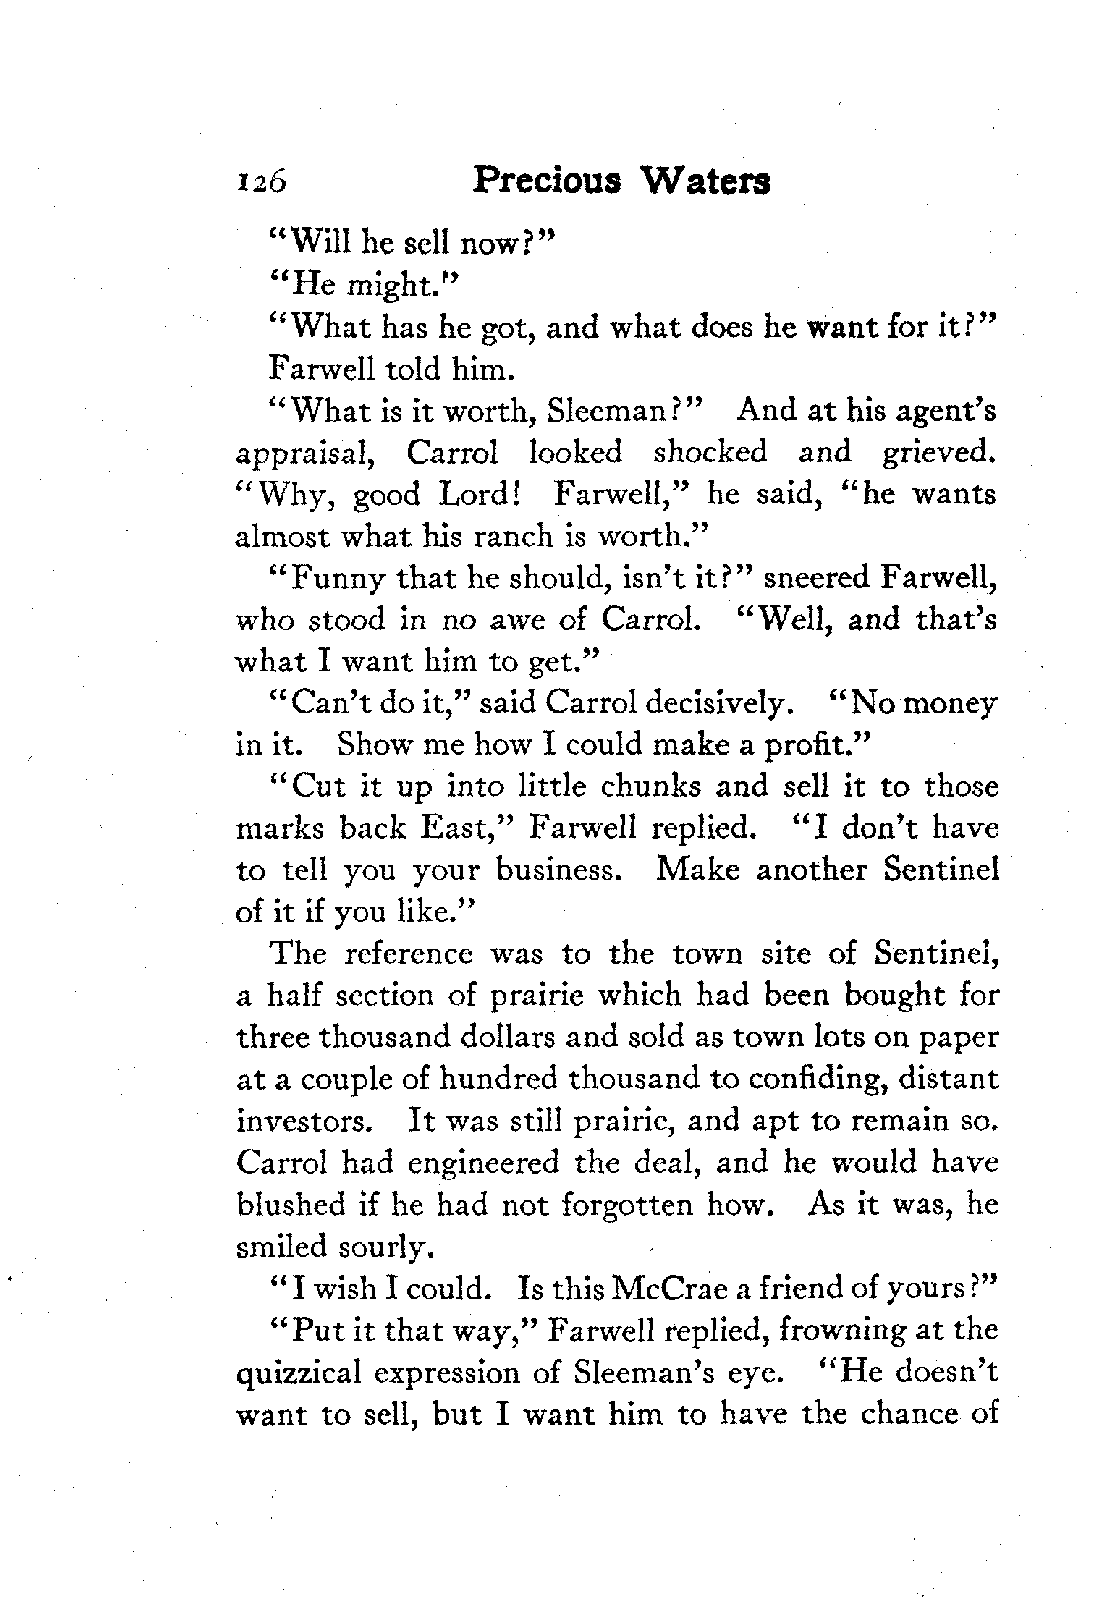 126 Precious Waters
"Will he sell now?"
"He might."
"What has he got, and what does he want for it?"
Farwell told him.
"What is it worth, Sleeman?" And at his agent's
appraisal, Carrol looked shocked and grieved.
"Why, good Lord! Farwell," he said, "he wants
almost what his ranch is worth."
"Funny that he should, isn't it?" sneered Farwell,
who stood in no awe of Carrol. "Well, and that's
what I want him to get."
"Can't do it," said Carrol decisively. "No money
in it. Show me how I could make a profit."
"Cut it up into little chunks and sell it to those
marks back East," Farwell replied. "I don't have
to tell you your business. Make another Sentinel
of it if you like."
The reference was to the town site of Sentinel,
a half section of prairie which had been bought for
three thousand dollars and sold as town lots on paper
at a couple of hundred thousand to confiding, distant
investors. It was still prairie, and apt to remain so.
Carrol had engineered the deal, and he would have
blushed if he had not forgotten how. As it was, he
smiled sourly.
"I wish I could. Is this McCrae a friend of yours?"
"Put it that way," Farwell replied, frowning at the
quizzical expression of Sleeman's eye. "He doesn't
want to sell, but I want him to have the chance of